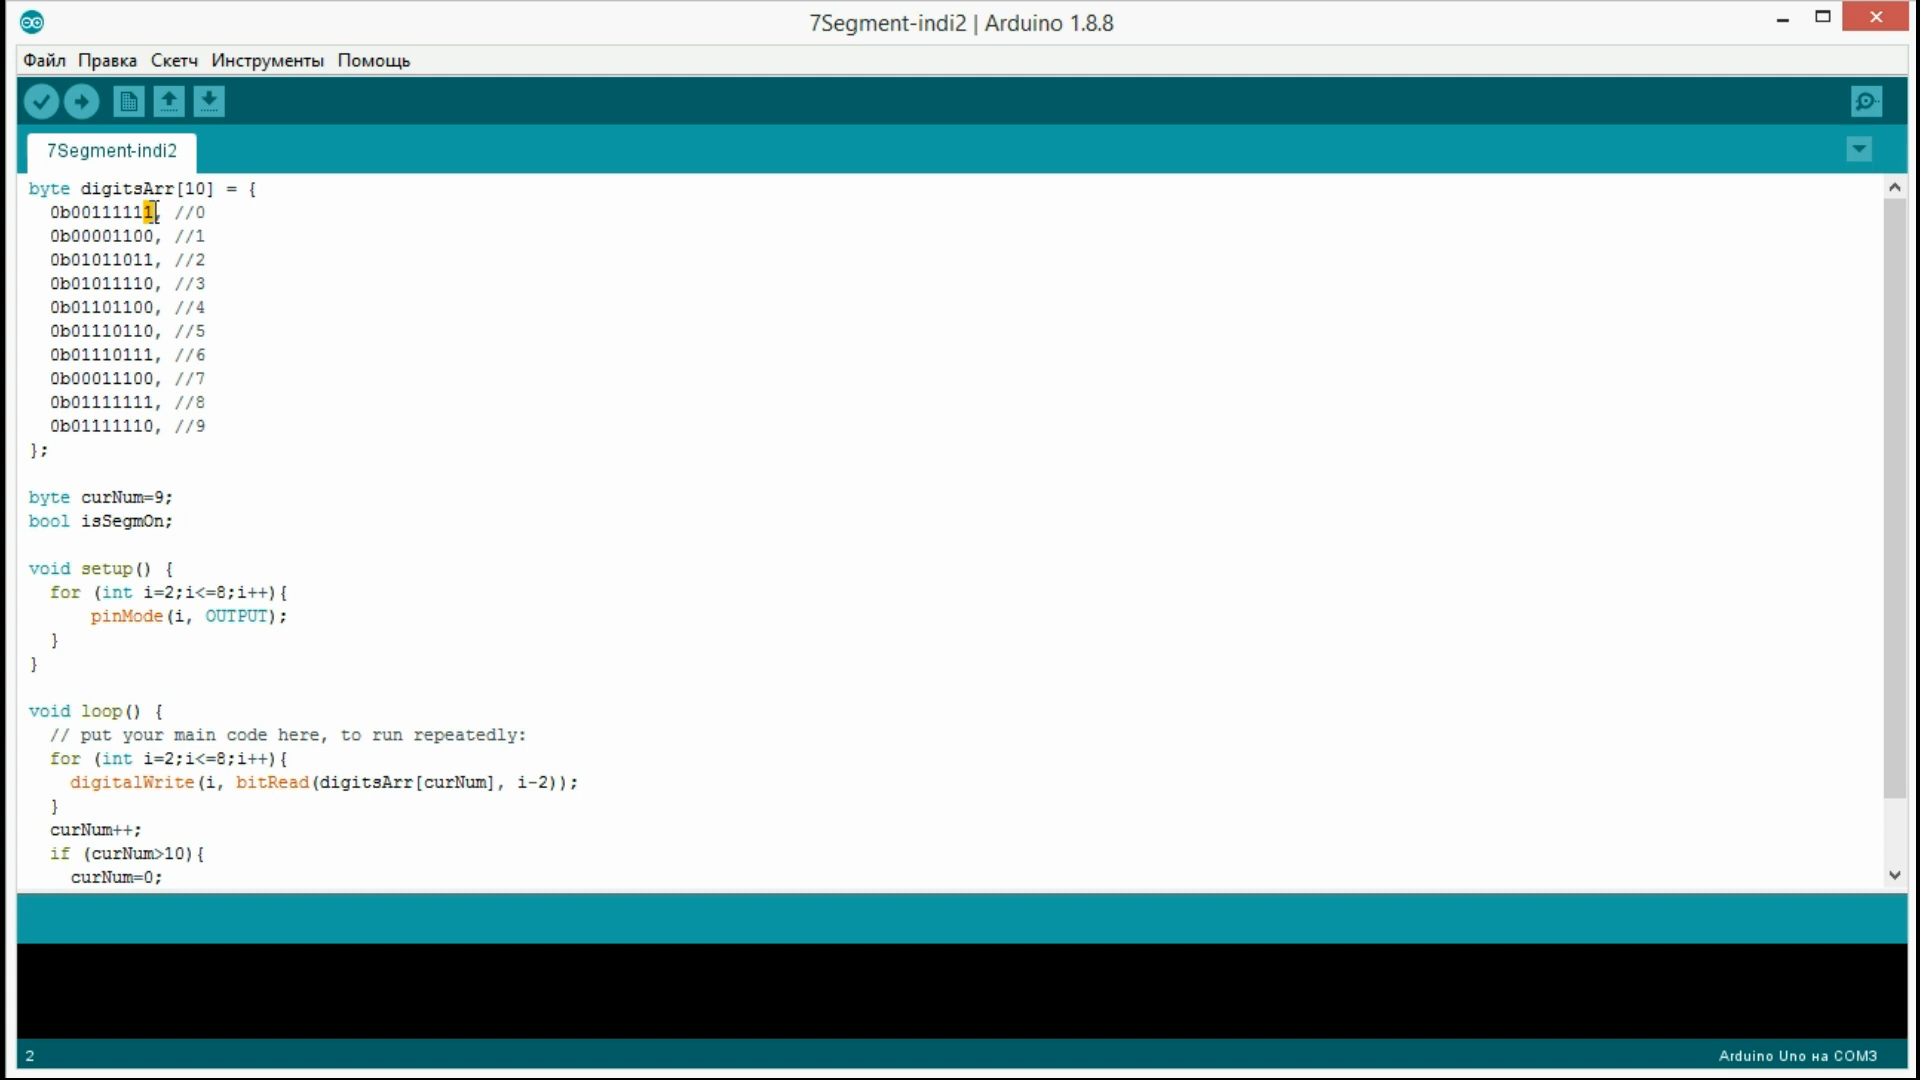 7Segment-indi2 | Arduino 1.8.8
Файл Правка Скетч Инструменты Помощь
7Segment-indi2
byte digitsArr[10] = {
  0b00111111, //0
  0b00001100, //1
  0b01011011, //2
  0b01011110, //3
  0b01101100, //4
  0b01110110, //5
  0b01110111, //6
  0b00011100, //7
  0b01111111, //8
  0b01111110, //9
};
byte curNum=9;
bool isSegmOn;
void setup() {
  for (int i=2;i<=8;i++){
      pinMode(i, OUTPUT);
  }
}
void loop() {
  // put your main code here, to run repeatedly:
  for (int i=2;i<=8;i++){
    digitalWrite(i, bitRead(digitsArr[curNum], i-2));
  }
  curNum++;
  if (curNum>10){
    curNum=0;
2
Arduino Uno на COM3